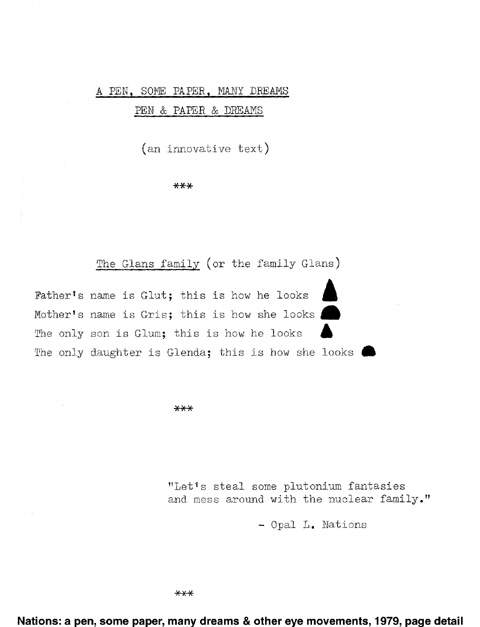 A PEN, SOME PAPER, MANY DREAMS
PEN & PAPER & DREAMS
(an innovative text)
***
The Glans family (or the family Glans)
Father's name is Glut; this is how he looks
Mother's name is Gris; this is how she looks
The only son is Glum; this is how he looks
The only daughter is Glenda; this is how she looks
***
"Let's steal some plutonium fantasies
and mess around with the nuclear family."
- Opal L. Nations
***
Nations: a pen, some paper, many dreams & other eye movements, 1979, page detail